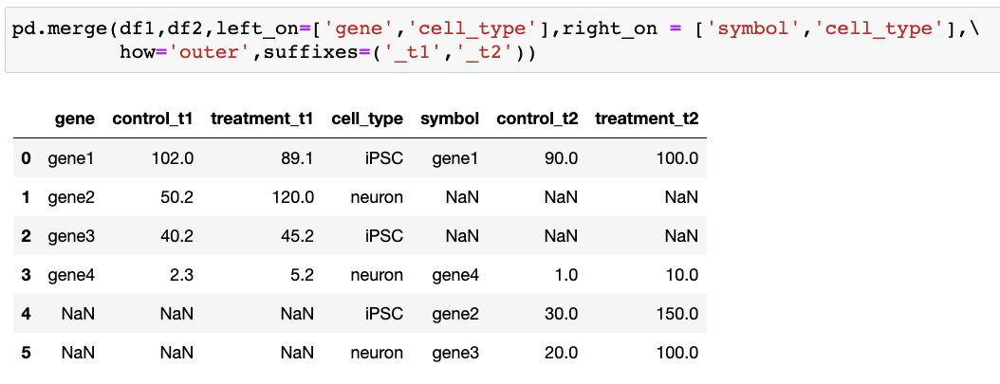 pd.merge(df1,df2,left_on=['gene','cell_type'],right_on = ['symbol','cell_type'],\
how='outer',suffixes=('_t1','_t2'))
gene control_t1 treatment_t1 cell_type symbol control_t2 treatment_t2
0 gene1 102.0 89.1 iPSC gene1 90.0 100.0
1 gene2 50.2 120.0 neuron NaN NaN NaN
2 gene3 40.2 45.2 iPSC NaN NaN NaN
3 gene4 2.3 5.2 neuron gene4 1.0 10.0
4 NaN NaN NaN iPSC gene2 30.0 150.0
5 NaN NaN NaN neuron gene3 20.0 100.0